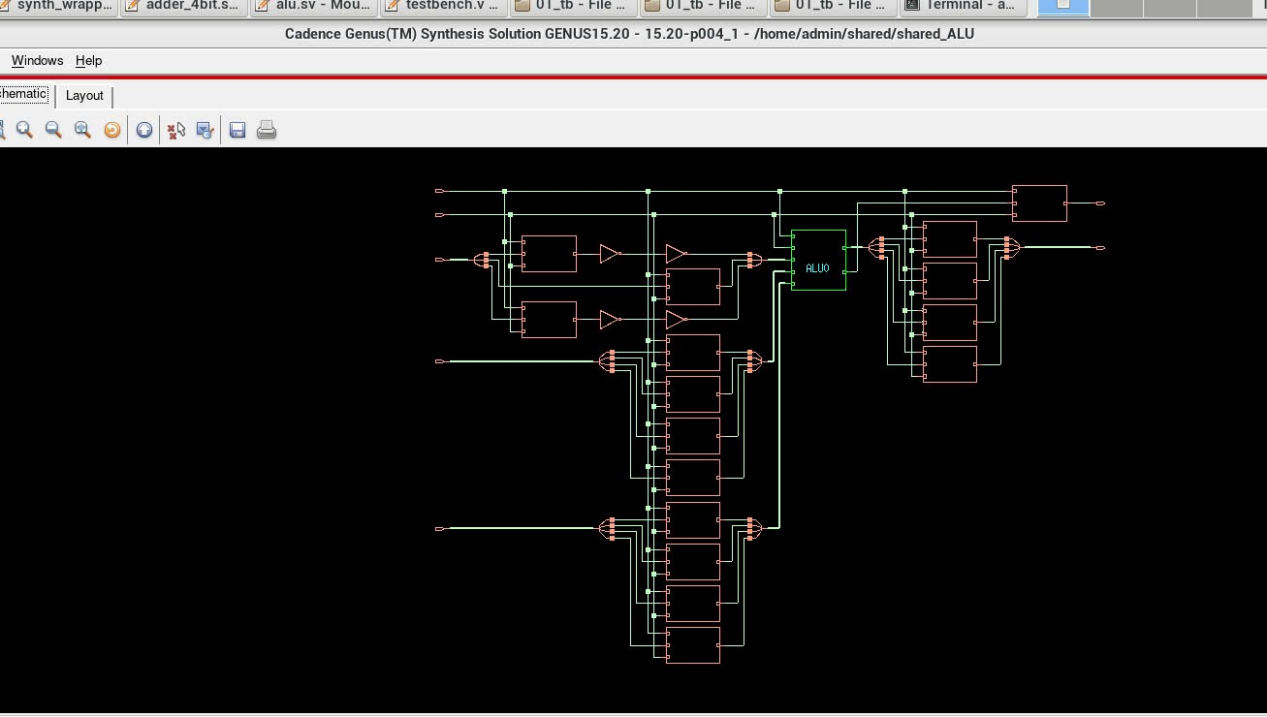 synth_wrapp... adder_4bit.s... alu.sv - Mou... testbench.v ... 01_tb - File ... 01_tb - File ... 01_tb - File ... Terminal - a...
Cadence Genus(TM) Synthesis Solution GENUS15.20 - 15.20-p004_1 - /home/admin/shared/shared_ALU
Windows Help
chematic Layout
ALU0